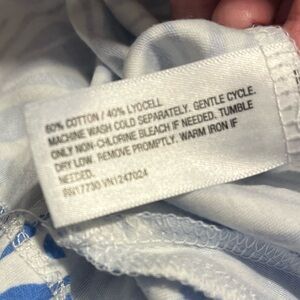 60% COTTON / 40% LYOCELL
MACHINE WASH COLD SEPARATELY. GENTLE CYCLE.
ONLY NON-CHLORINE BLEACH IF NEEDED. TUMBLE
DRY LOW. REMOVE PROMPTLY. WARM IRON IF
NEEDED.
VN1247024